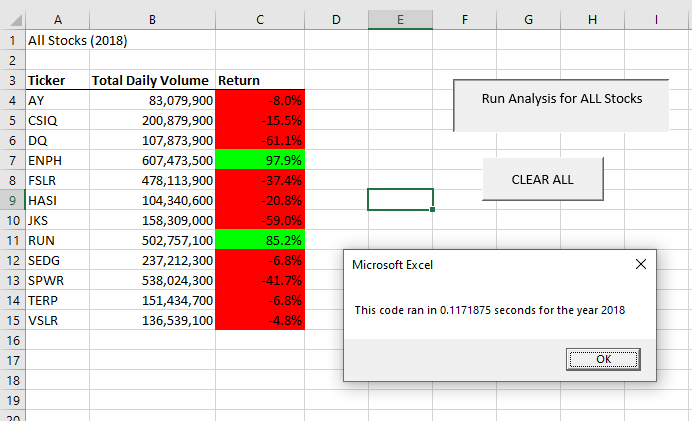 A B C D E F G H I
1 All Stocks (2018)
2
3 Ticker Total Daily Volume Return
4 AY 83,079,900 -8.0%
5 CSIQ 200,879,900 -15.5%
6 DQ 107,873,900 -61.1%
7 ENPH 607,473,500 97.9%
8 FSLR 478,113,900 -37.4%
9 HASI 104,340,600 -20.8%
10 JKS 158,309,000 -59.0%
11 RUN 502,757,100 85.2%
12 SEDG 237,212,300 -6.8%
13 SPWR 538,024,300 -41.7%
14 TERP 151,434,700 -6.8%
15 VSLR 136,539,100 -4.8%
16
17
18
19
20
Run Analysis for ALL Stocks
CLEAR ALL
Microsoft Excel
This code ran in 0.1171875 seconds for the year 2018
OK